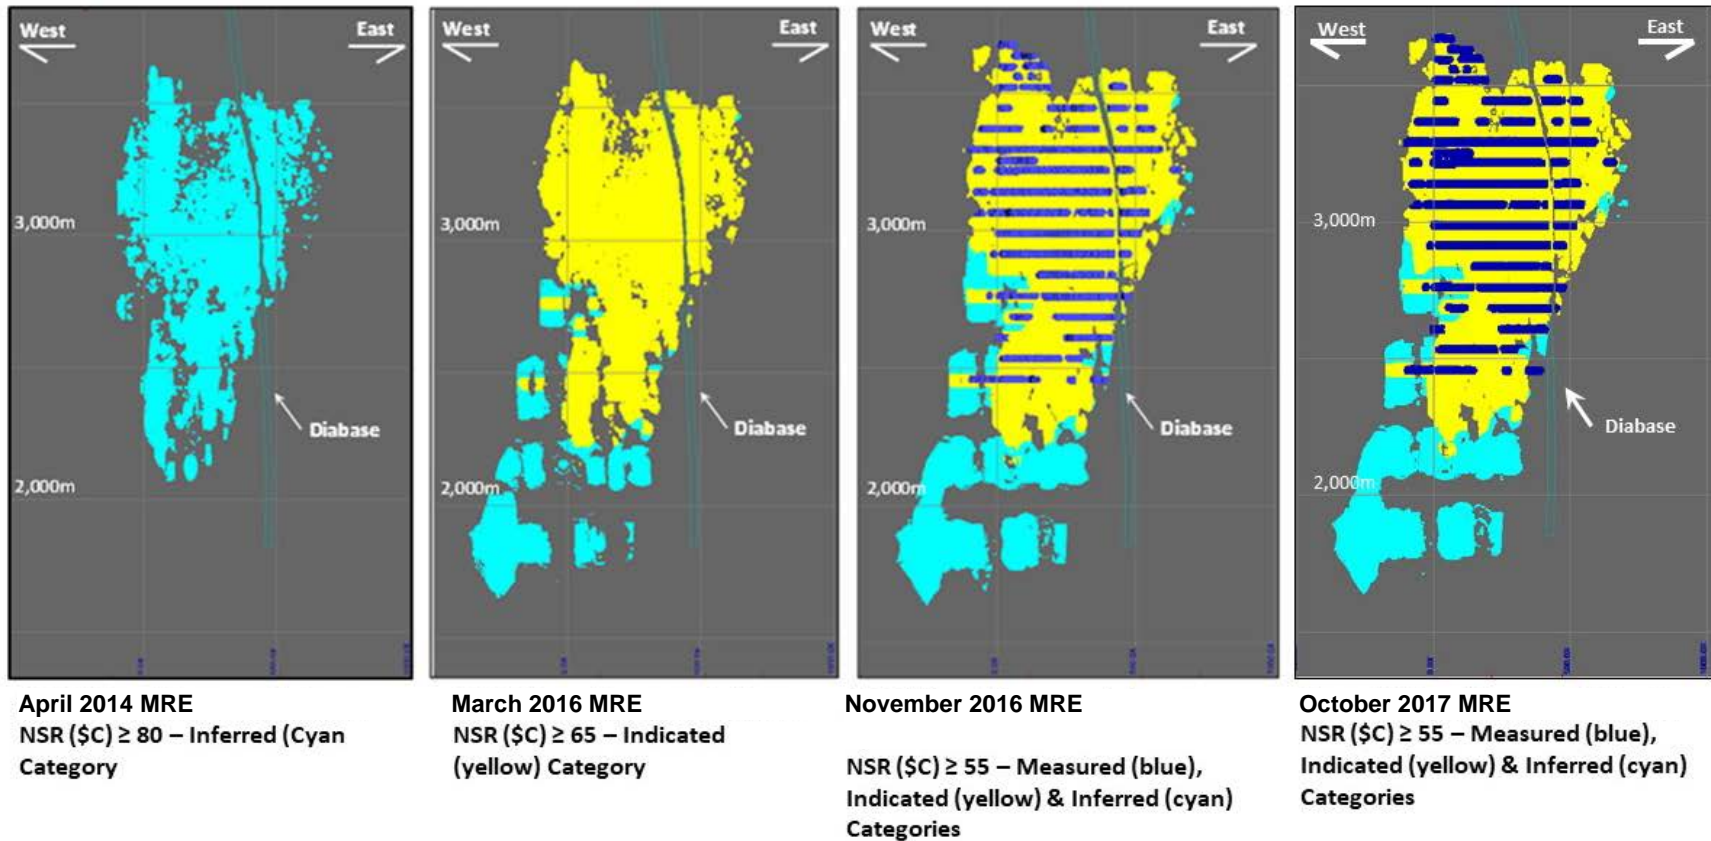 West East
3,000m
Diabase
2,000m
West East
3,000m
Diabase
2,000m
West East
3,000m
Diabase
2,000m
West East
3,000m
Diabase
2,000m
April 2014 MRE
NSR ($C) ≥ 80 – Inferred (Cyan
Category
March 2016 MRE
NSR ($C) ≥ 65 – Indicated
(yellow) Category
November 2016 MRE
NSR ($C) ≥ 55 – Measured (blue),
Indicated (yellow) & Inferred (cyan)
Categories
October 2017 MRE
NSR ($C) ≥ 55 – Measured (blue),
Indicated (yellow) & Inferred (cyan)
Categories